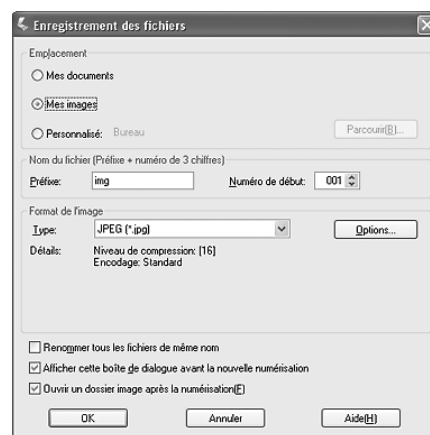 Enregistrement des fichiers
Emplacement
Mes documents
Mes images
Personnalisé: Bureau Parcourir(B)...
Nom du fichier (Préfixe + numéro de 3 chiffres)
Préfixe: img Numéro de début: 001
Format de l'image
Type: JPEG (*.jpg) Options...
Détails: Niveau de compression: [16]
Encodage: Standard
Renommer tous les fichiers de même nom
Afficher cette boîte de dialogue avant la nouvelle numérisation
Ouvrir un dossier image après la numérisation(F)
OK Annuler Aide(H)